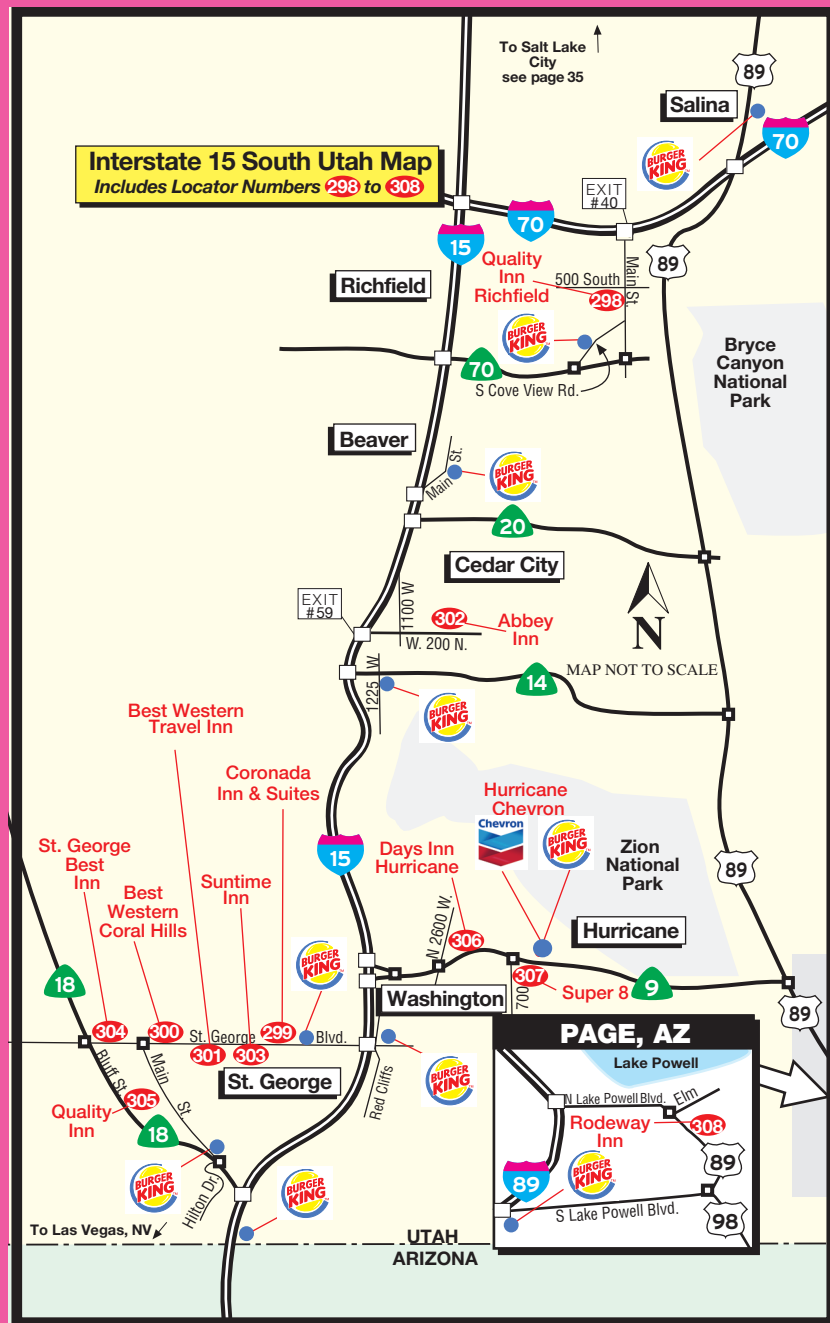 To Salt Lake
City
see page 35
89
Salina
BURGER
KING
70
Interstate 15 South Utah Map
Includes Locator Numbers 298 to 308
EXIT
#40
70
15
89
Main St.
Quality
Inn
Richfield
500 South
298
Richfield
BURGER
KING
70
S Cove View Rd.
Bryce
Canyon
National
Park
Beaver
Main St.
BURGER
KING
20
Cedar City
EXIT
#59
1100 W
302
Abbey
Inn
W. 200 N.
N
MAP NOT TO SCALE
1225 W
14
BURGER
KING
Best Western
Travel Inn
Coronada
Inn & Suites
Hurricane
Chevron
Chevron
BURGER
KING
15
Zion
National
Park
89
St. George
Best
Inn
Best
Western
Coral Hills
Suntime
Inn
Days Inn
Hurricane
N 2600 W.
306
Hurricane
BURGER
KING
18
307
Super 8
700
9
Washington
89
304
300
St. George
299
Blvd.
301
303
St. George
Red Cliffs
BURGER
KING
Bluff St.
Main St.
305
Quality
Inn
18
BURGER
KING
Hilton Dr.
BURGER
KING
To Las Vegas, NV
UTAH
ARIZONA
PAGE, AZ
Lake Powell
N Lake Powell Blvd.
Elm
Rodeway
Inn
308
89
BURGER
KING
89
S Lake Powell Blvd.
98